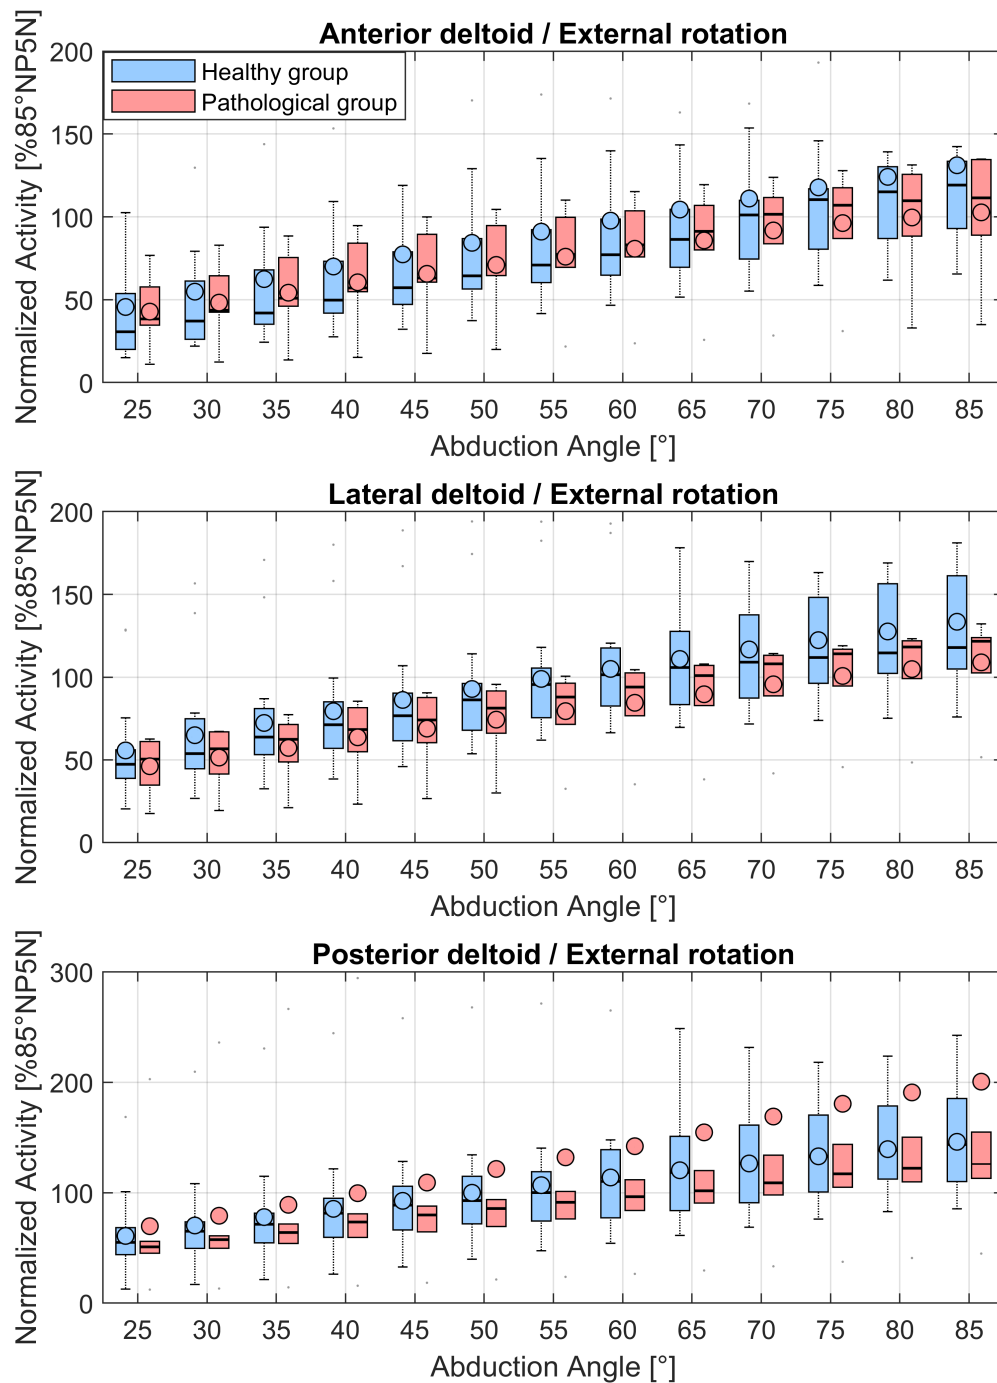 Anterior deltoid / External rotation
Normalized Activity [%85°NP5N]
200
150
100
50
0
Healthy group
Pathological group
25 30 35 40 45 50 55 60 65 70 75 80 85
Abduction Angle [°]
Lateral deltoid / External rotation
Normalized Activity [%85°NP5N]
200
150
100
50
0
25 30 35 40 45 50 55 60 65 70 75 80 85
Abduction Angle [°]
Posterior deltoid / External rotation
Normalized Activity [%85°NP5N]
300
200
100
0
25 30 35 40 45 50 55 60 65 70 75 80 85
Abduction Angle [°]